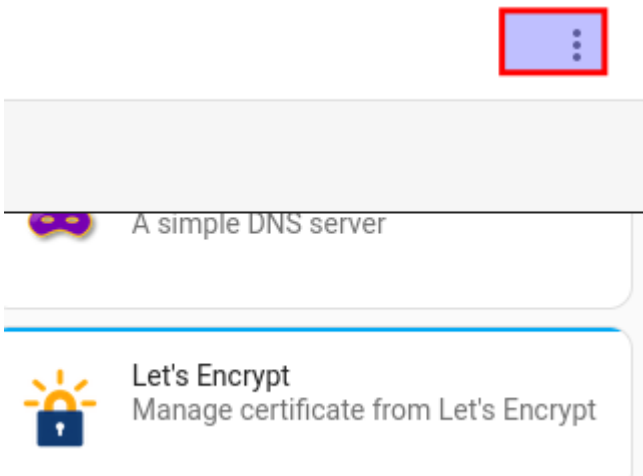 A simple DNS server
Let's Encrypt
Manage certificate from Let's Encrypt